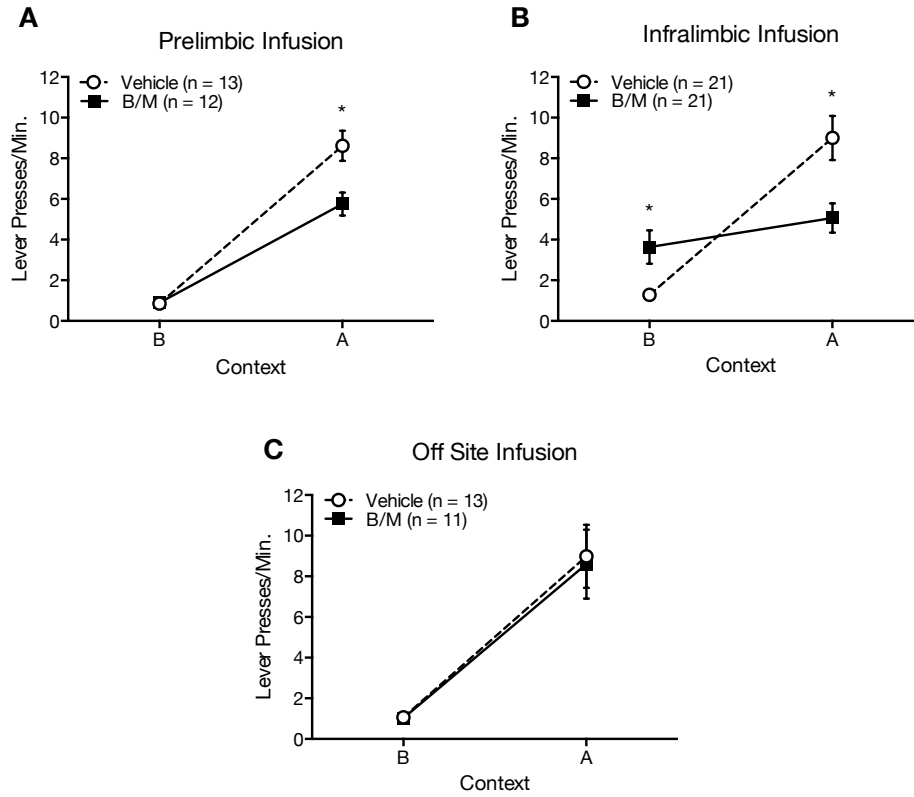 A
Prelimbic Infusion
Vehicle (n = 13)
B/M (n = 12)
Lever Presses/Min.
12
10
8
6
4
2
0
*
B
A
Context
B
Infralimbic Infusion
Vehicle (n = 21)
B/M (n = 21)
Lever Presses/Min.
12
10
8
6
4
2
0
*
*
B
A
Context
C
Off Site Infusion
Vehicle (n = 13)
B/M (n = 11)
Lever Presses/Min.
12
10
8
6
4
2
0
B
A
Context